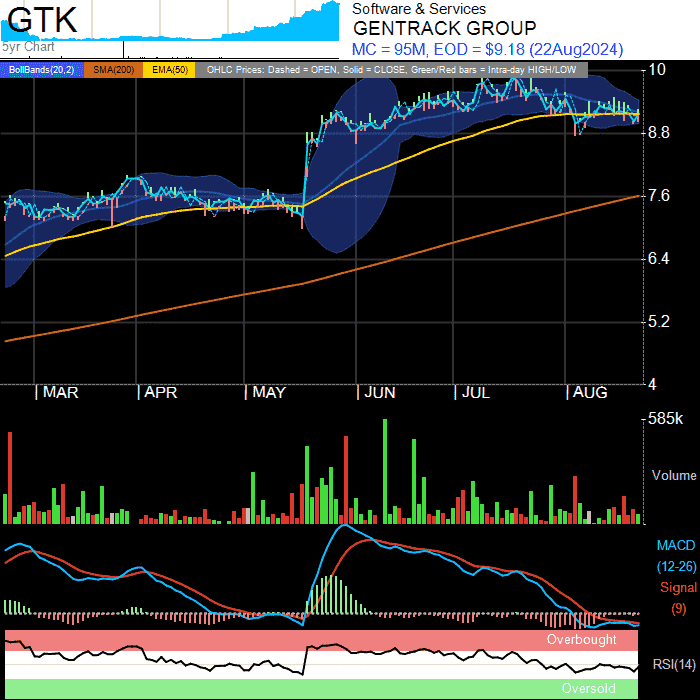 GTK
5yr Chart
Software & Services
GENTRACK GROUP
MC = 95M, EOD = $9.18 (22Aug2024)
BollBands(20,2) SMA(200) EMA(50) OHLC Prices: Dashed = OPEN, Solid = CLOSE, Green/Red bars = Intra-day HIGH/LOW
10
8.8
7.6
6.4
5.2
4
MAR APR MAY JUN JUL AUG
585k
Volume
MACD
(12-26)
Signal
(9)
Overbought
RSI(14)
Oversold